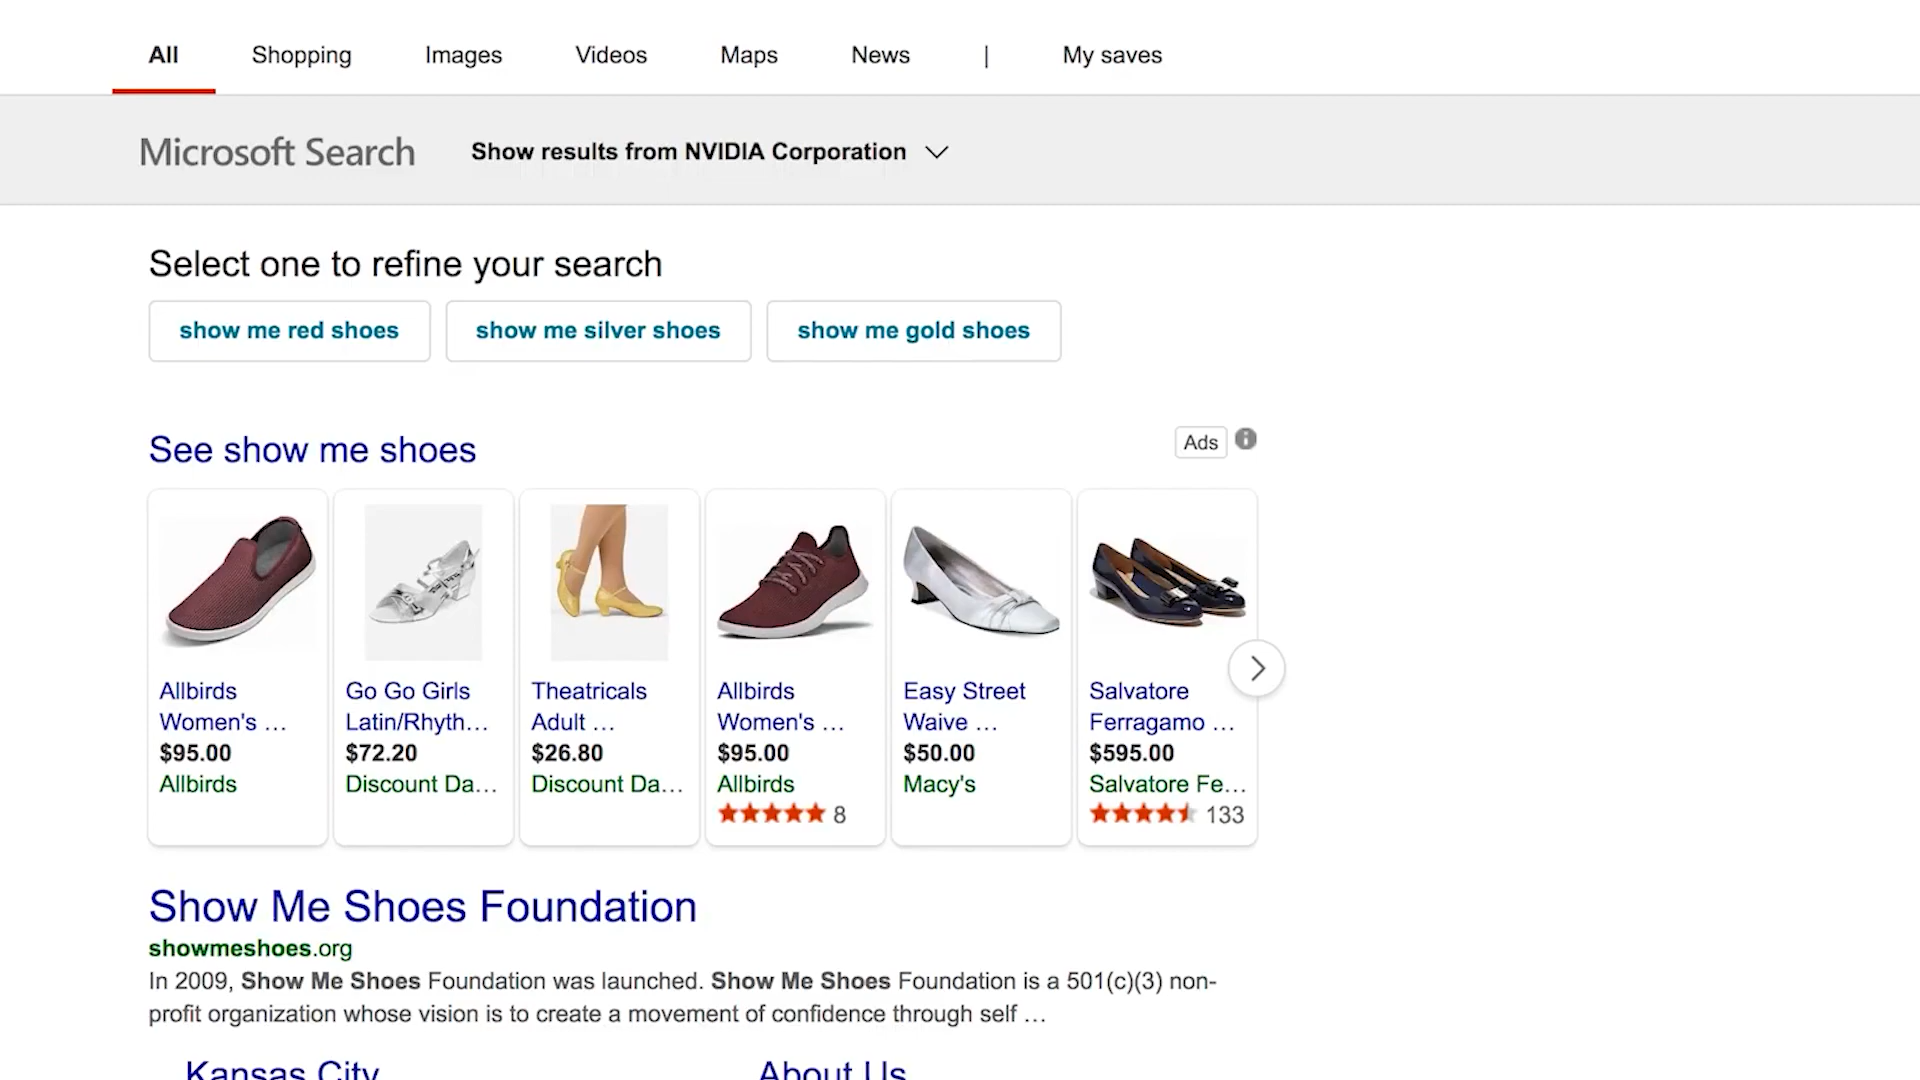 All Shopping Images Videos Maps News | My saves
Microsoft Search Show results from NVIDIA Corporation
Select one to refine your search
show me red shoes show me silver shoes show me gold shoes
See show me shoes Ads
Allbirds
Women's ...
$95.00
Allbirds
Go Go Girls
Latin/Rhyth...
$72.20
Discount Da...
Theatricals
Adult ...
$26.80
Discount Da...
Allbirds
Women's ...
$95.00
Allbirds
8
Easy Street
Waive ...
$50.00
Macy's
Salvatore
Ferragamo ...
$595.00
Salvatore Fe...
133
Show Me Shoes Foundation
showmeshoes.org
In 2009, Show Me Shoes Foundation was launched. Show Me Shoes Foundation is a 501(c)(3) non-
profit organization whose vision is to create a movement of confidence through self ...
Kansas City About Us